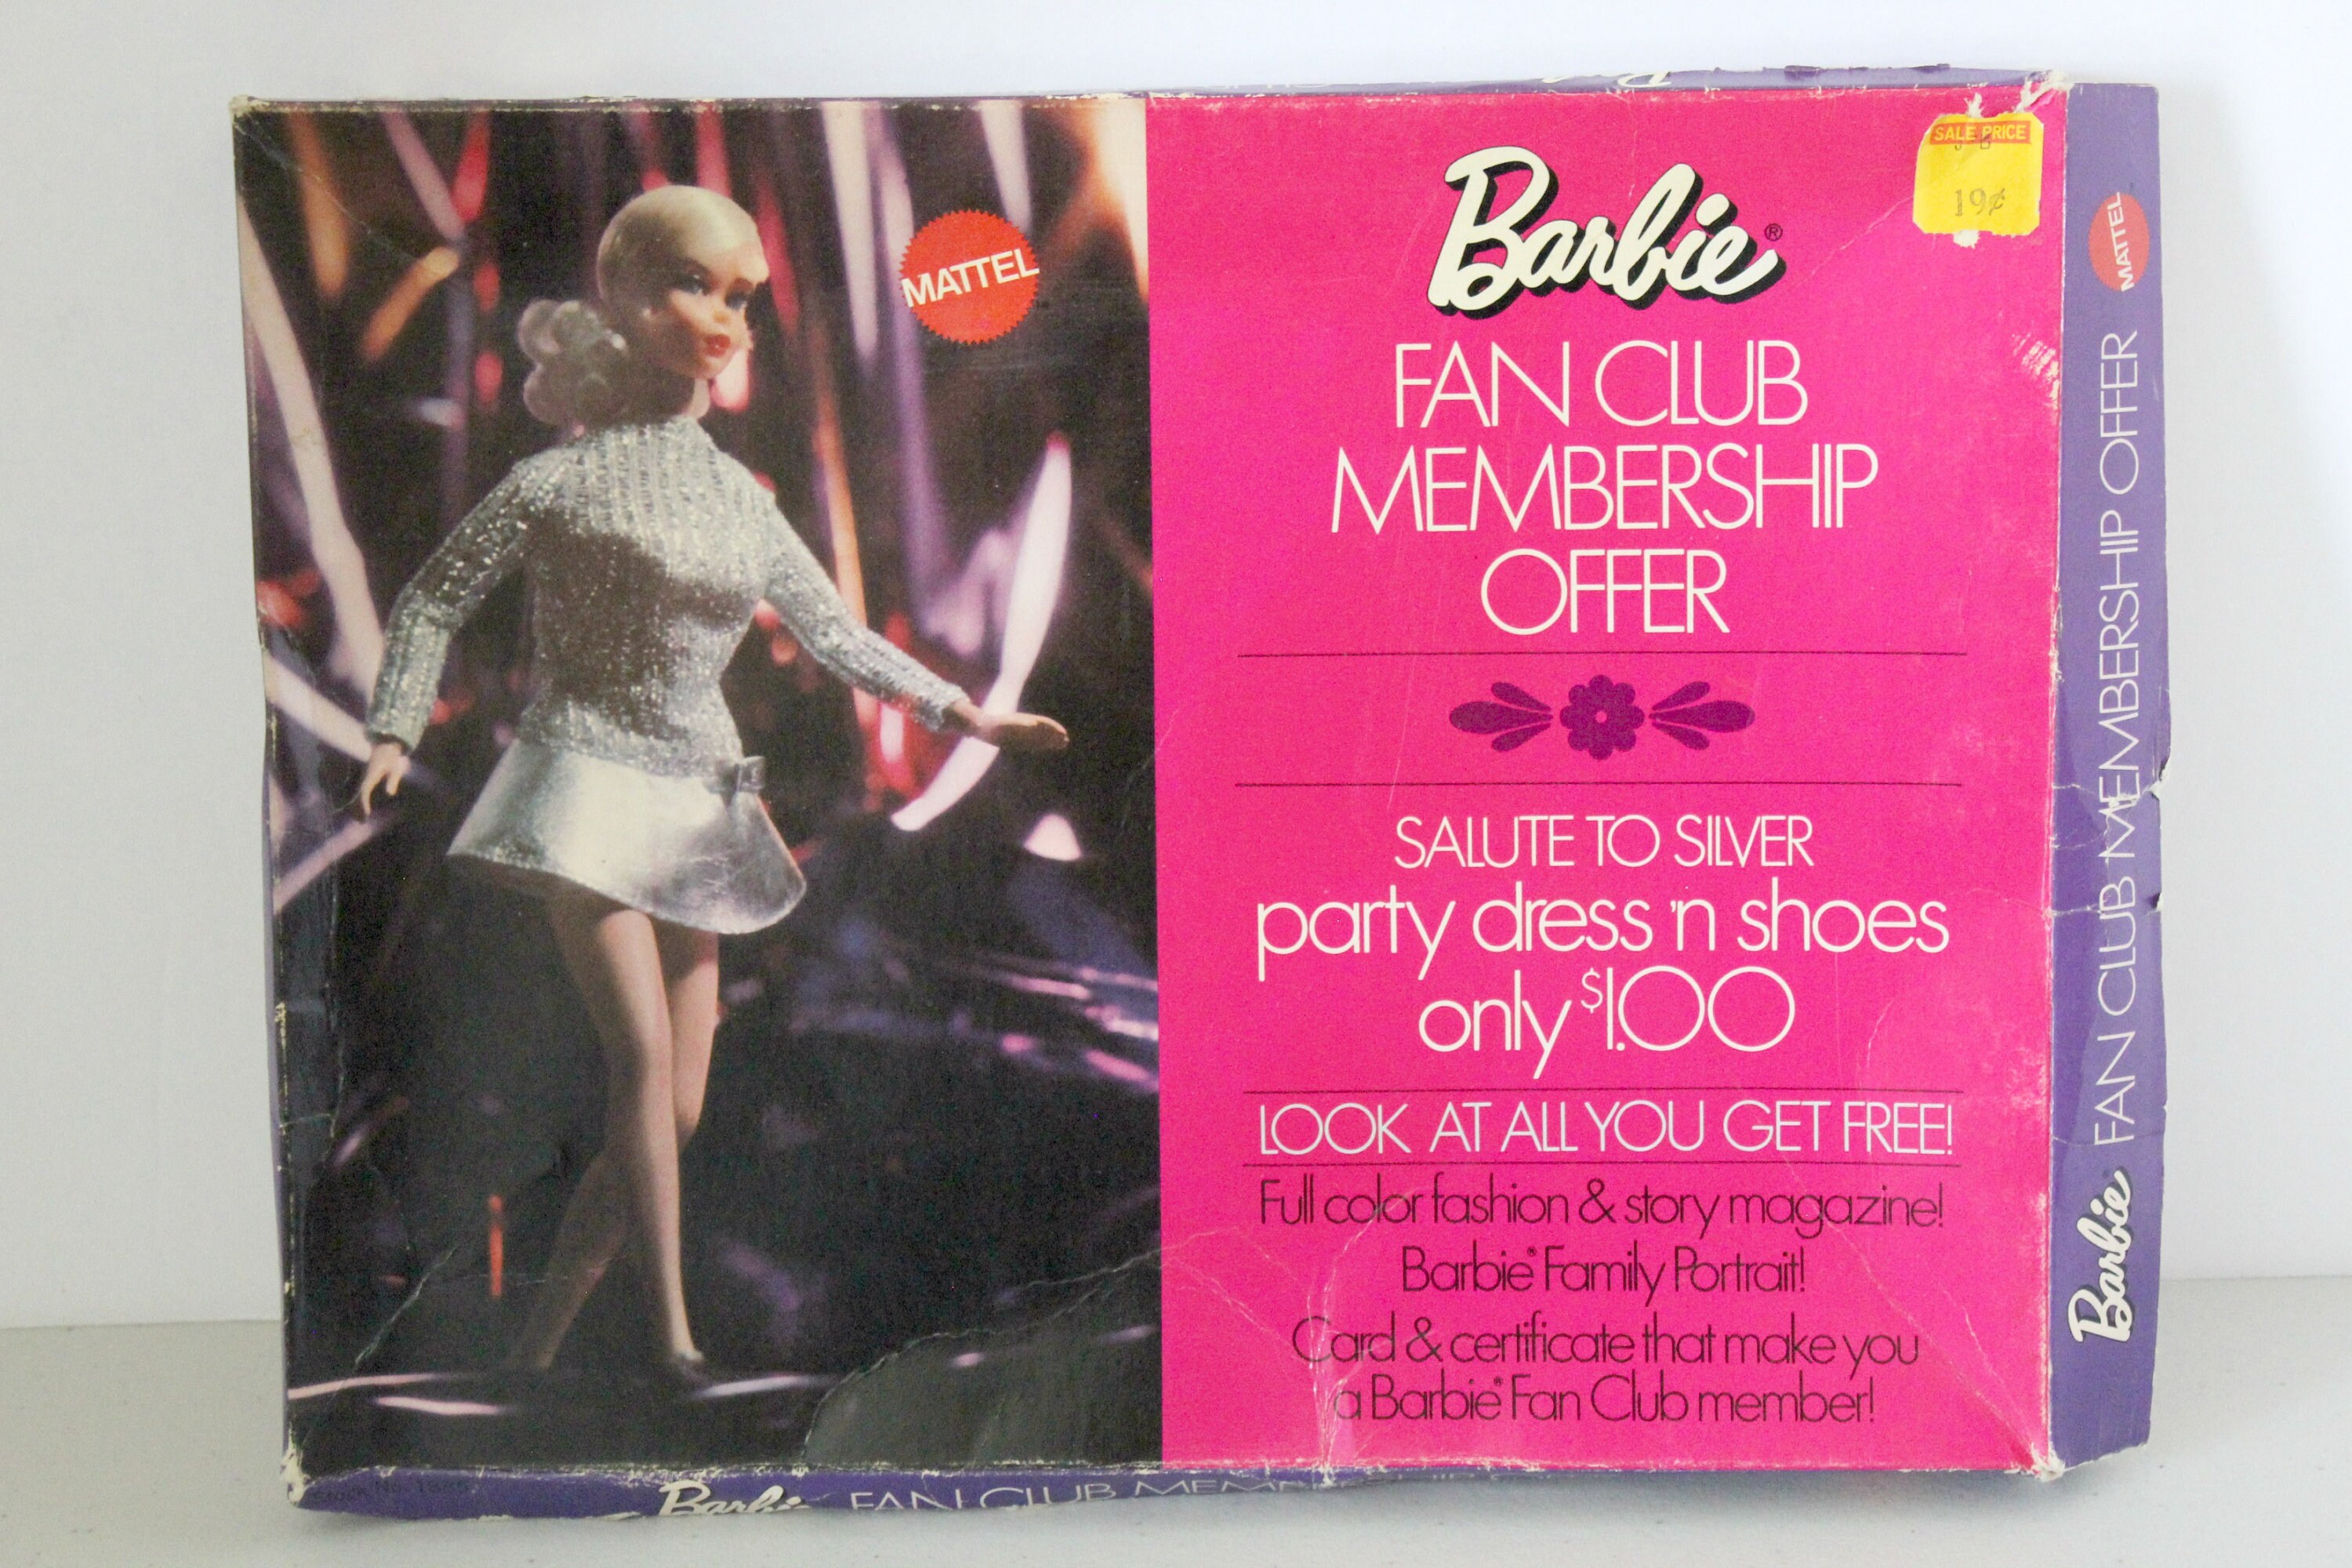 MATTEL
Barbie®
FAN CLUB
MEMBERSHIP
OFFER
SALE PRICE
19¢
SALUTE TO SILVER
party dress 'n shoes
only $1.00
LOOK AT ALL YOU GET FREE!
Full color fashion & story magazine!
Barbie® Family Portrait!
Card & certificate that make you
a Barbie® Fan Club member!
Barbie® FAN CLUB MEMBERSHIP OFFER MATTEL
Barbie FAN CLUB